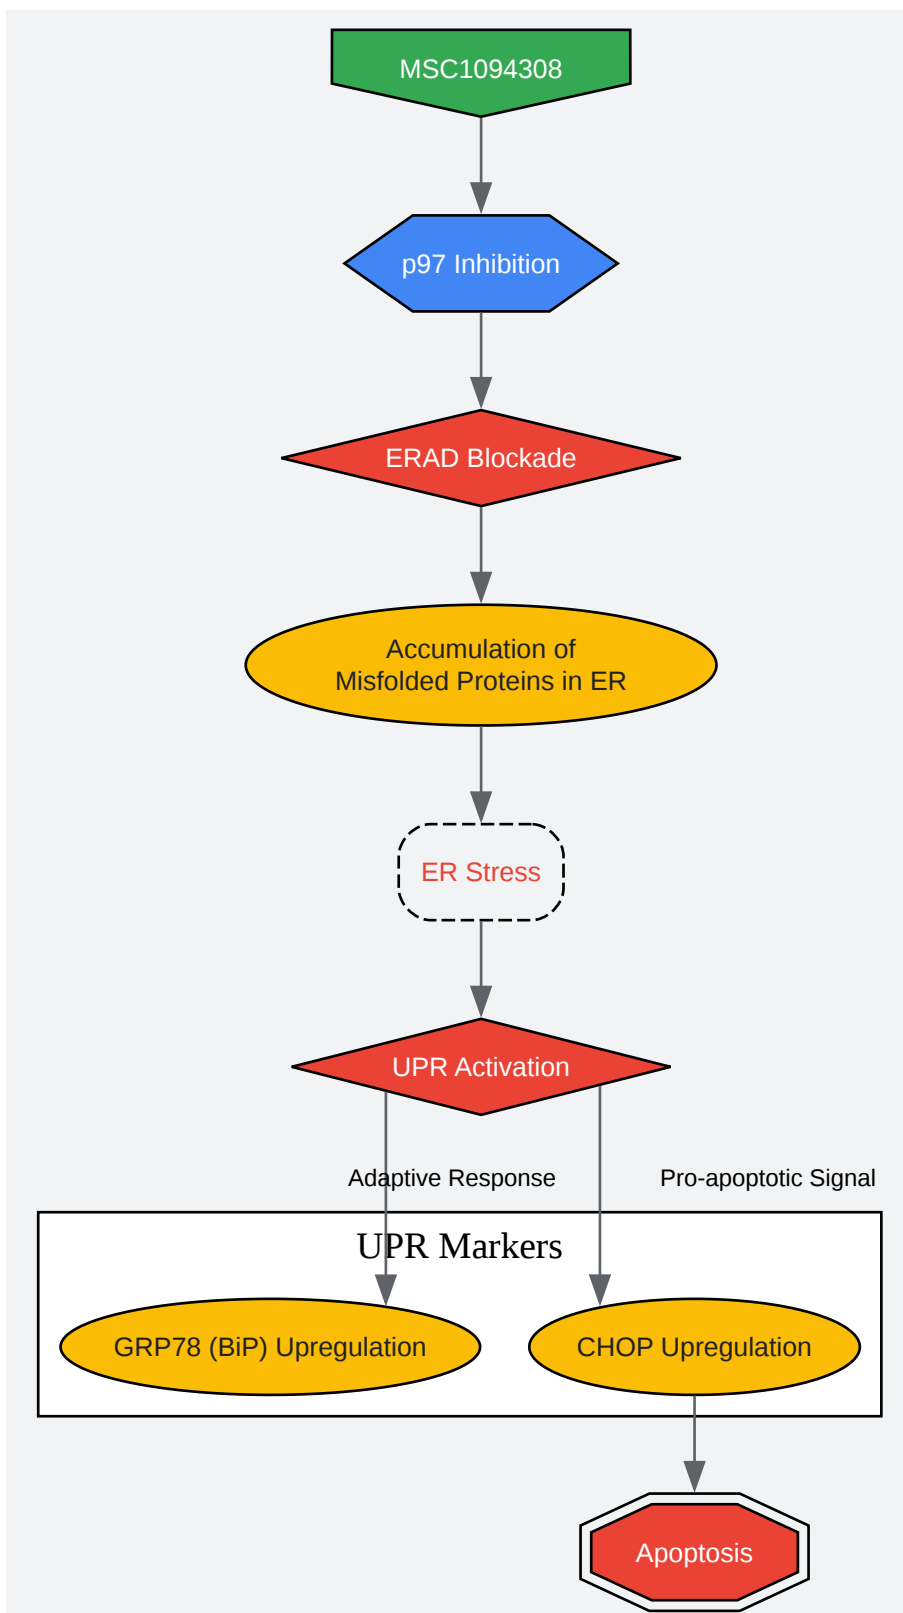 MSC1094308
p97 Inhibition
ERAD Blockade
Accumulation of
Misfolded Proteins in ER
ER Stress
UPR Activation
Adaptive Response
Pro-apoptotic Signal
UPR Markers
GRP78 (BiP) Upregulation
CHOP Upregulation
Apoptosis